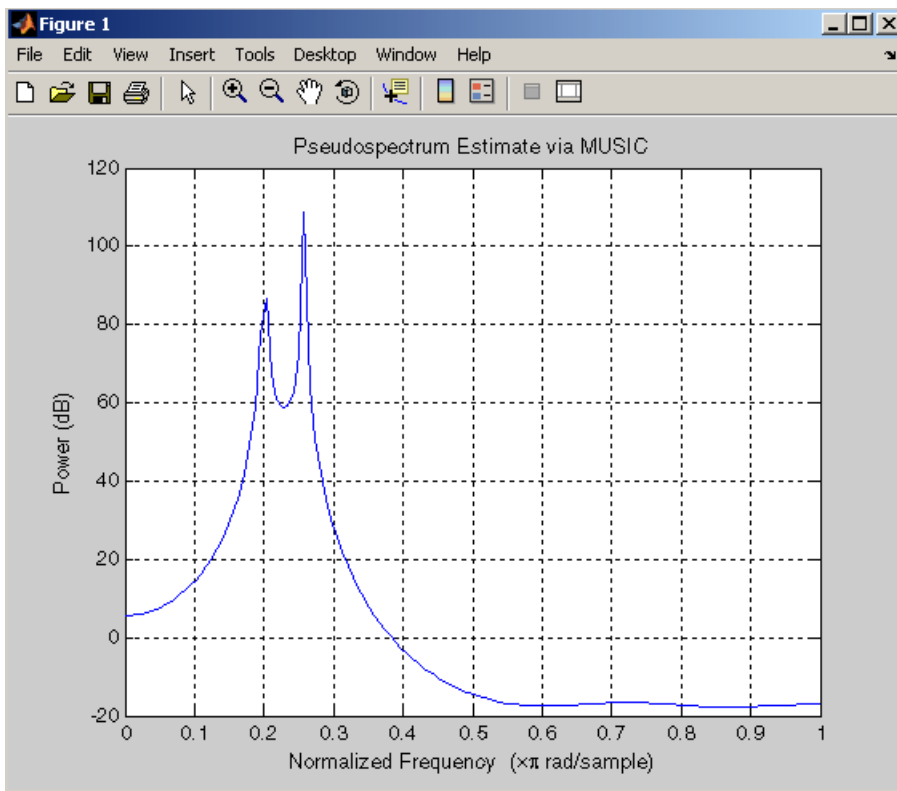 Figure 1
File Edit View Insert Tools Desktop Window Help
Pseudospectrum Estimate via MUSIC
120
100
80
60
40
20
0
-20
Power (dB)
0 0.1 0.2 0.3 0.4 0.5 0.6 0.7 0.8 0.9 1
Normalized Frequency (×π rad/sample)